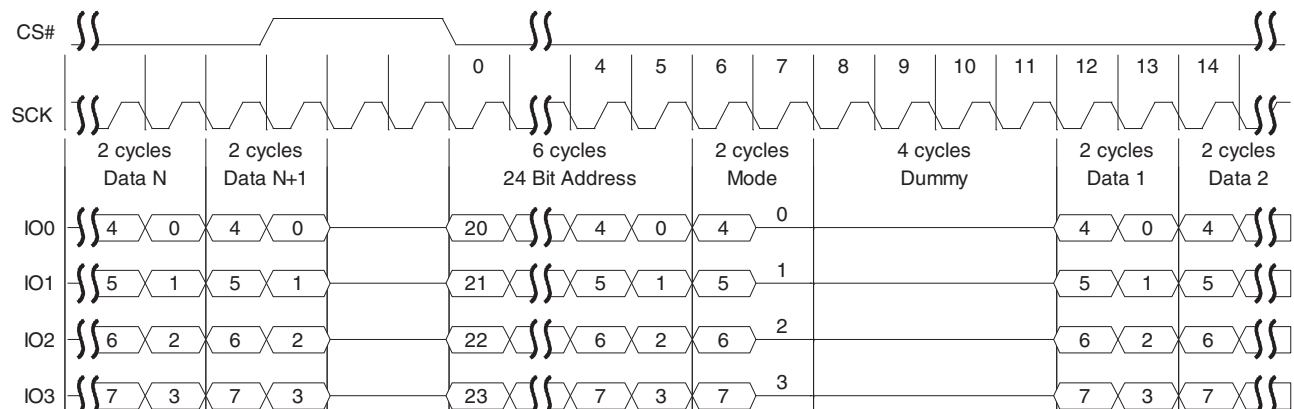 CS#
0 4 5 6 7 8 9 10 11 12 13 14
SCK
2 cycles 2 cycles 6 cycles 2 cycles 4 cycles 2 cycles 2 cycles
Data N Data N+1 24 Bit Address Mode Dummy Data 1 Data 2
IO0 4 0 4 0 20 4 0 4 0 4 0 4
IO1 5 1 5 1 21 5 1 5 1 5 1 5
IO2 6 2 6 2 22 6 2 6 2 6 2 6
IO3 7 3 7 3 23 7 3 7 3 7 3 7